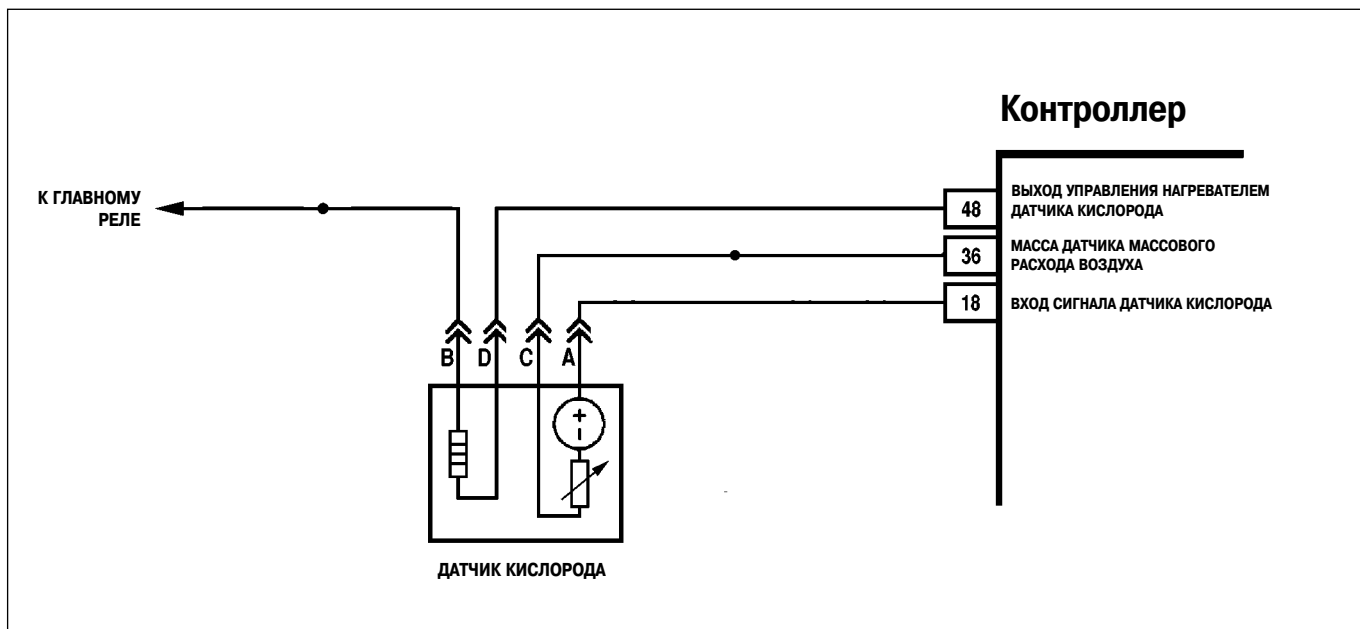 Контроллер
К ГЛАВНОМУ
РЕЛЕ
48
ВЫХОД УПРАВЛЕНИЯ НАГРЕВАТЕЛЕМ
ДАТЧИКА КИСЛОРОДА
36
МАССА ДАТЧИКА МАССОВОГО
РАСХОДА ВОЗДУХА
18
ВХОД СИГНАЛА ДАТЧИКА КИСЛОРОДА
B D C A
+
-
ДАТЧИК КИСЛОРОДА